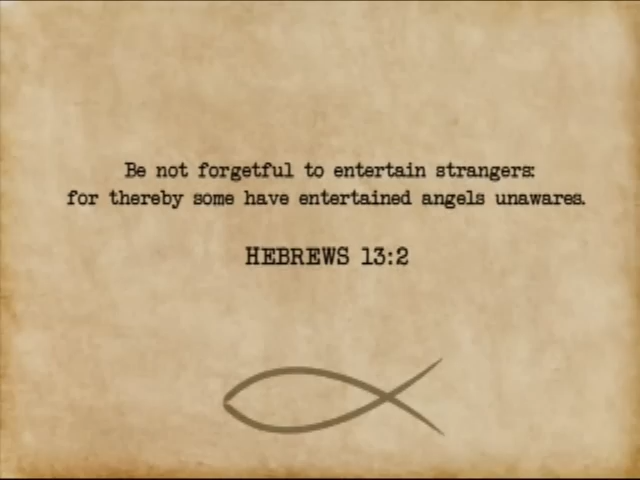 Be not forgetful to entertain strangers:
for thereby some have entertained angels unawares.
HEBREWS 13:2